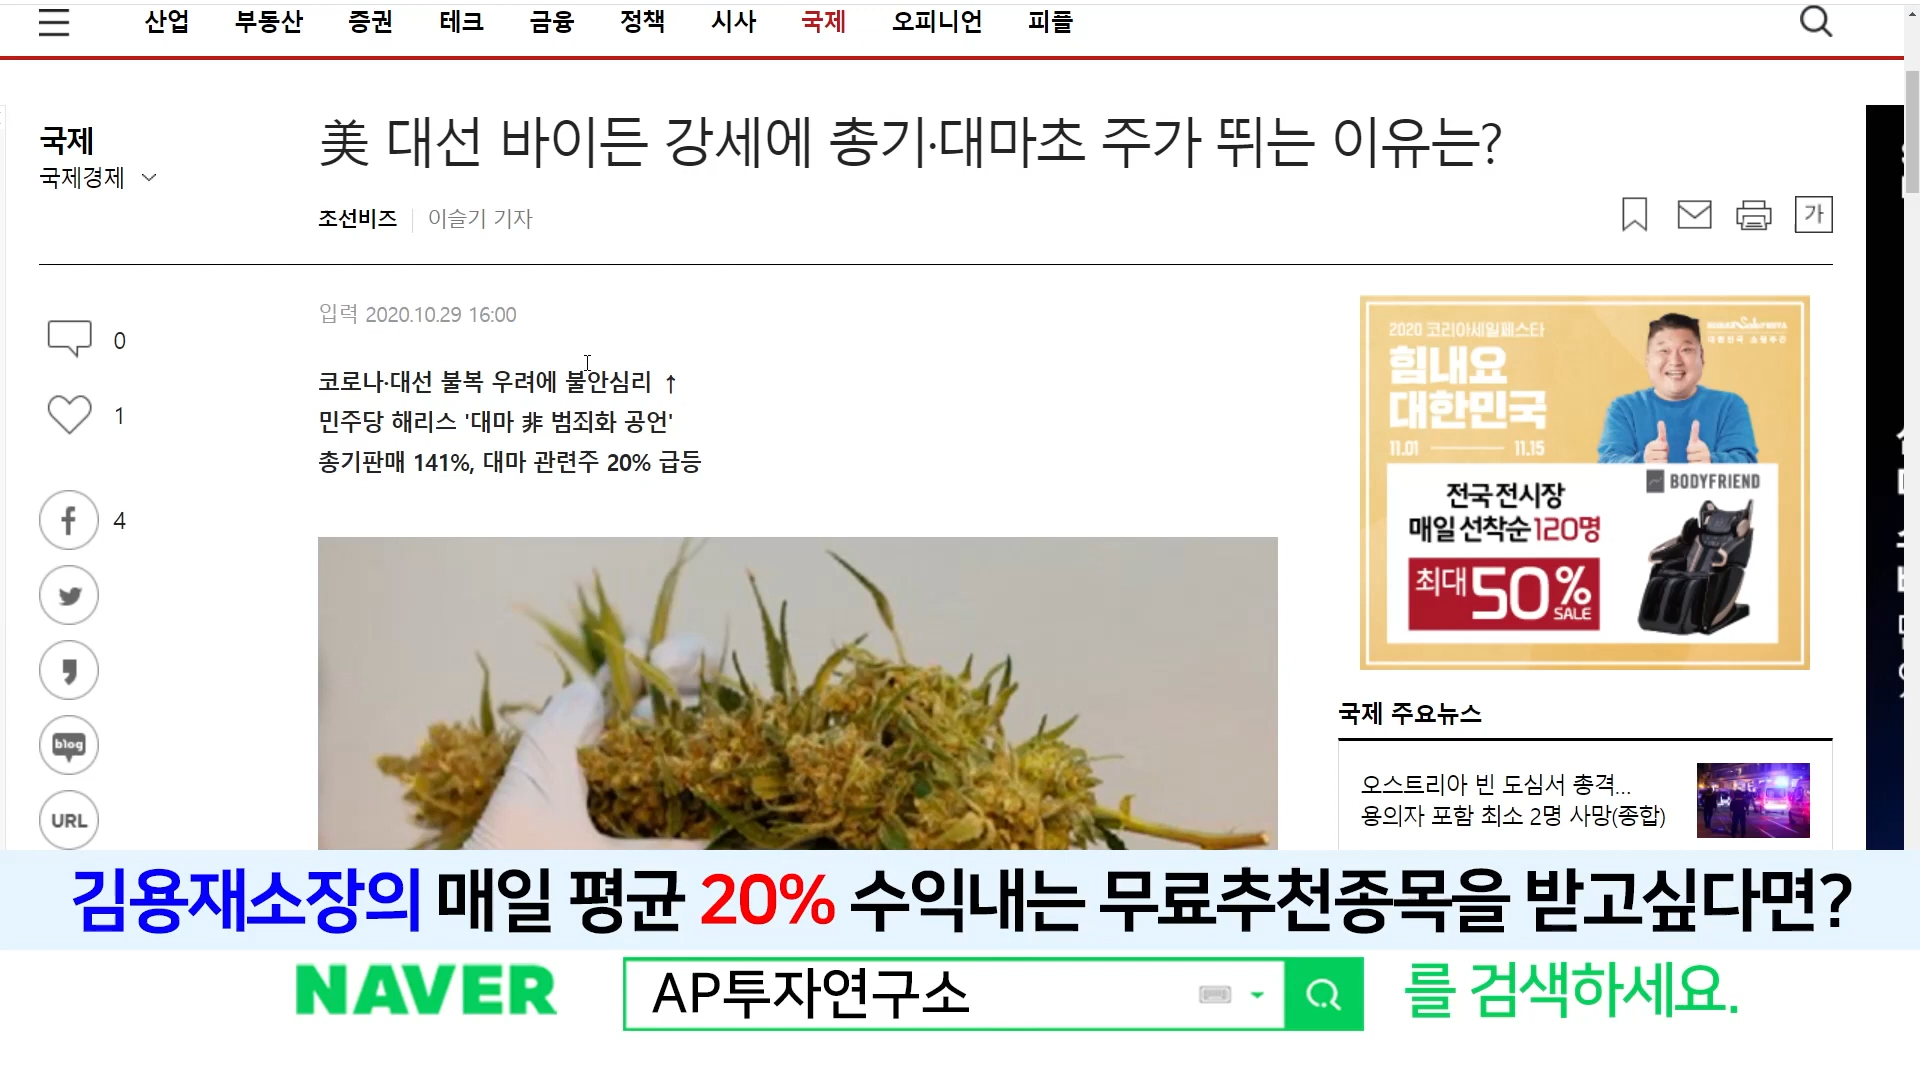 산업 부동산 증권 테크 금융 정책 시사 국제 오피니언 피플
국제
국제경제
美 대선 바이든 강세에 총기·대마초 주가 뛰는 이유는?
조선비즈 이슬기 기자
가
입력 2020.10.29 16:00
0
1
4
코로나·대선 불복 우려에 불안심리 ↑
민주당 해리스 '대마 非 범죄화 공언'
총기판매 141%, 대마 관련주 20% 급등
blog
URL
2020 코리아세일페스타
힘내요
대한민국
11.01 11.15
BODYFRIEND
전국 전시장
매일 선착순 120명
최대 50% SALE
국제 주요뉴스
오스트리아 빈 도심서 총격...
용의자 포함 최소 2명 사망(종합)
김용재소장의 매일 평균 20% 수익내는 무료추천종목을 받고싶다면?
NAVER AP투자연구소 를 검색하세요.